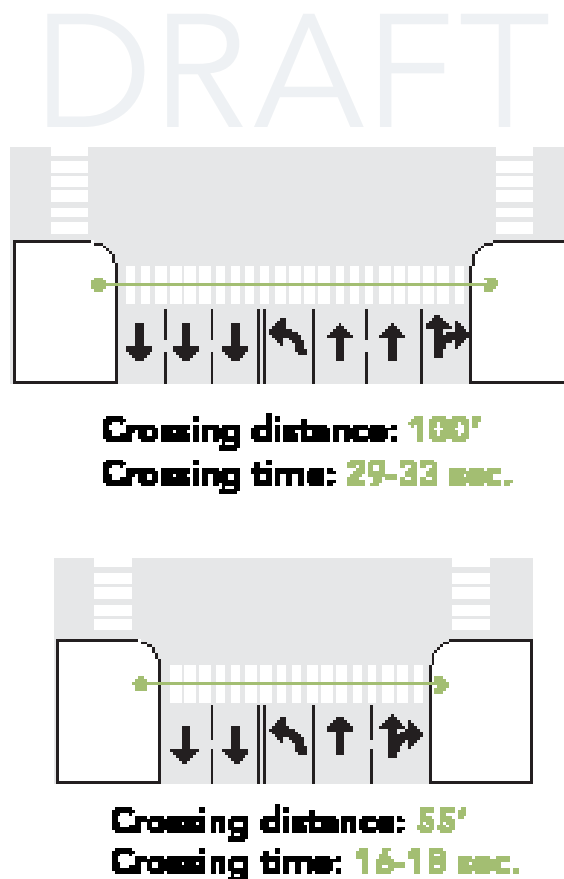 DRAFT
Crossing distance: 100'
Crossing time: 29-33 sec.
Crossing distance: 55'
Crossing time: 16-18 sec.